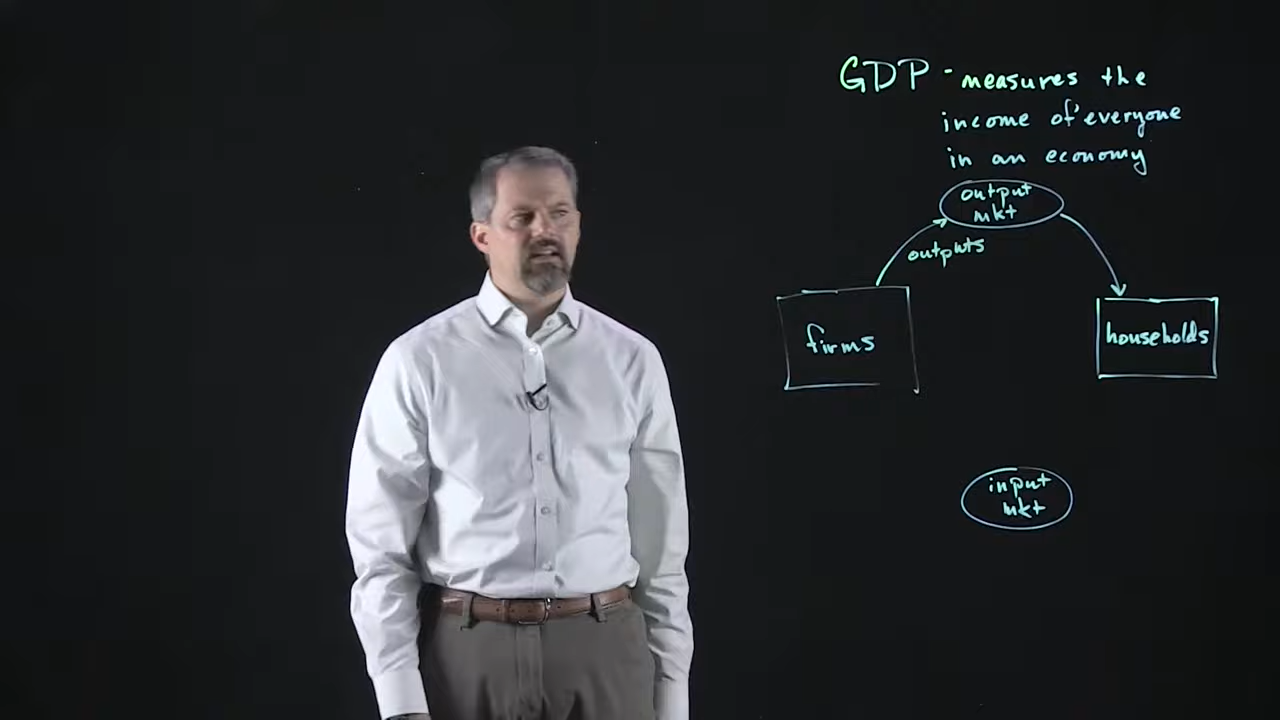 GDP - measures the
income of everyone
in an economy
output
mkt
outputs
firms
households
input
mkt